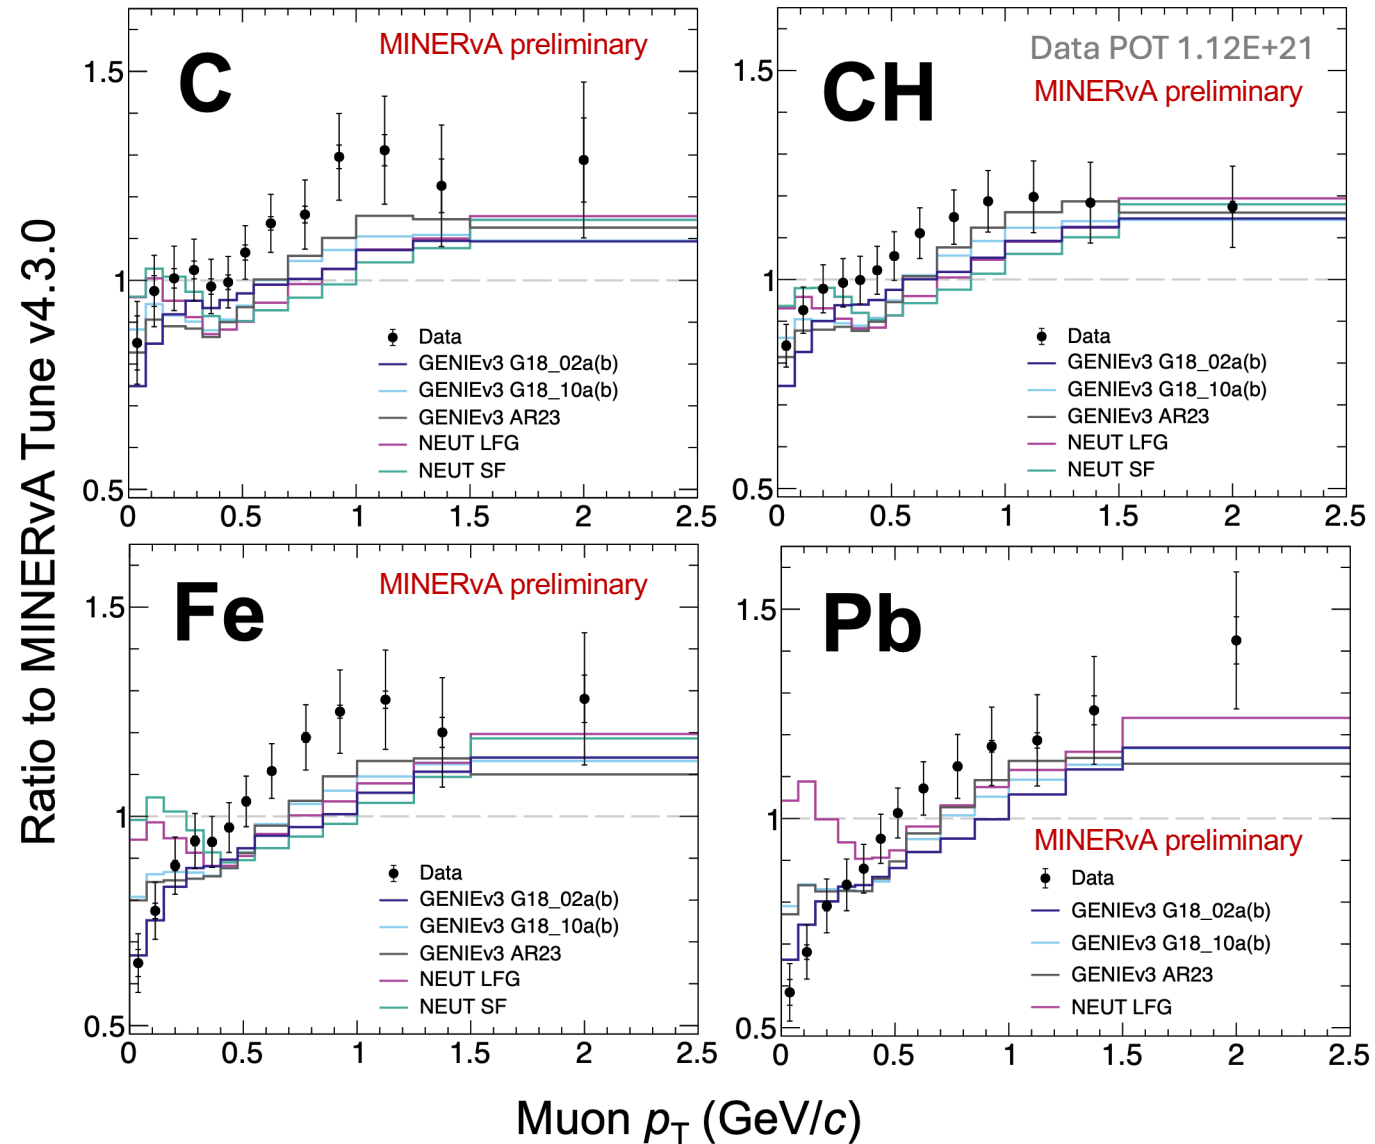 Ratio to MINERvA Tune v4.3.0
C
MINERvA preliminary
1.5
1
0.5
0 0.5 1 1.5 2 2.5
Data
GENIEv3 G18_02a(b)
GENIEv3 G18_10a(b)
GENIEv3 AR23
NEUT LFG
NEUT SF
CH
Data POT 1.12E+21
MINERvA preliminary
1.5
1
0.5
0 0.5 1 1.5 2 2.5
Data
GENIEv3 G18_02a(b)
GENIEv3 G18_10a(b)
GENIEv3 AR23
NEUT LFG
NEUT SF
Fe
MINERvA preliminary
1.5
1
0.5
0 0.5 1 1.5 2 2.5
Data
GENIEv3 G18_02a(b)
GENIEv3 G18_10a(b)
GENIEv3 AR23
NEUT LFG
NEUT SF
Pb
1.5
1
0.5
0 0.5 1 1.5 2 2.5
MINERvA preliminary
Data
GENIEv3 G18_02a(b)
GENIEv3 G18_10a(b)
GENIEv3 AR23
NEUT LFG
Muon pT (GeV/c)